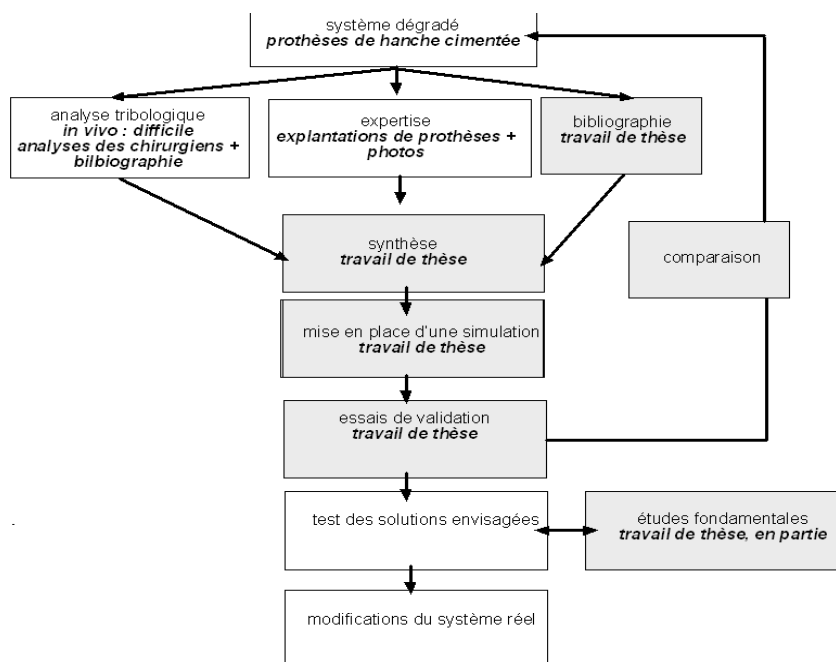 système dégradé
prothèses de hanche cimentée
analyse tribologique
in vivo : difficile
analyses des chirurgiens +
bilbiographie
expertise
explantations de prothèses +
photos
bibliographie
travail de thèse
synthèse
travail de thèse
comparaison
mise en place d'une simulation
travail de thèse
essais de validation
travail de thèse
test des solutions envisagées
études fondamentales
travail de thèse, en partie
modifications du système réel